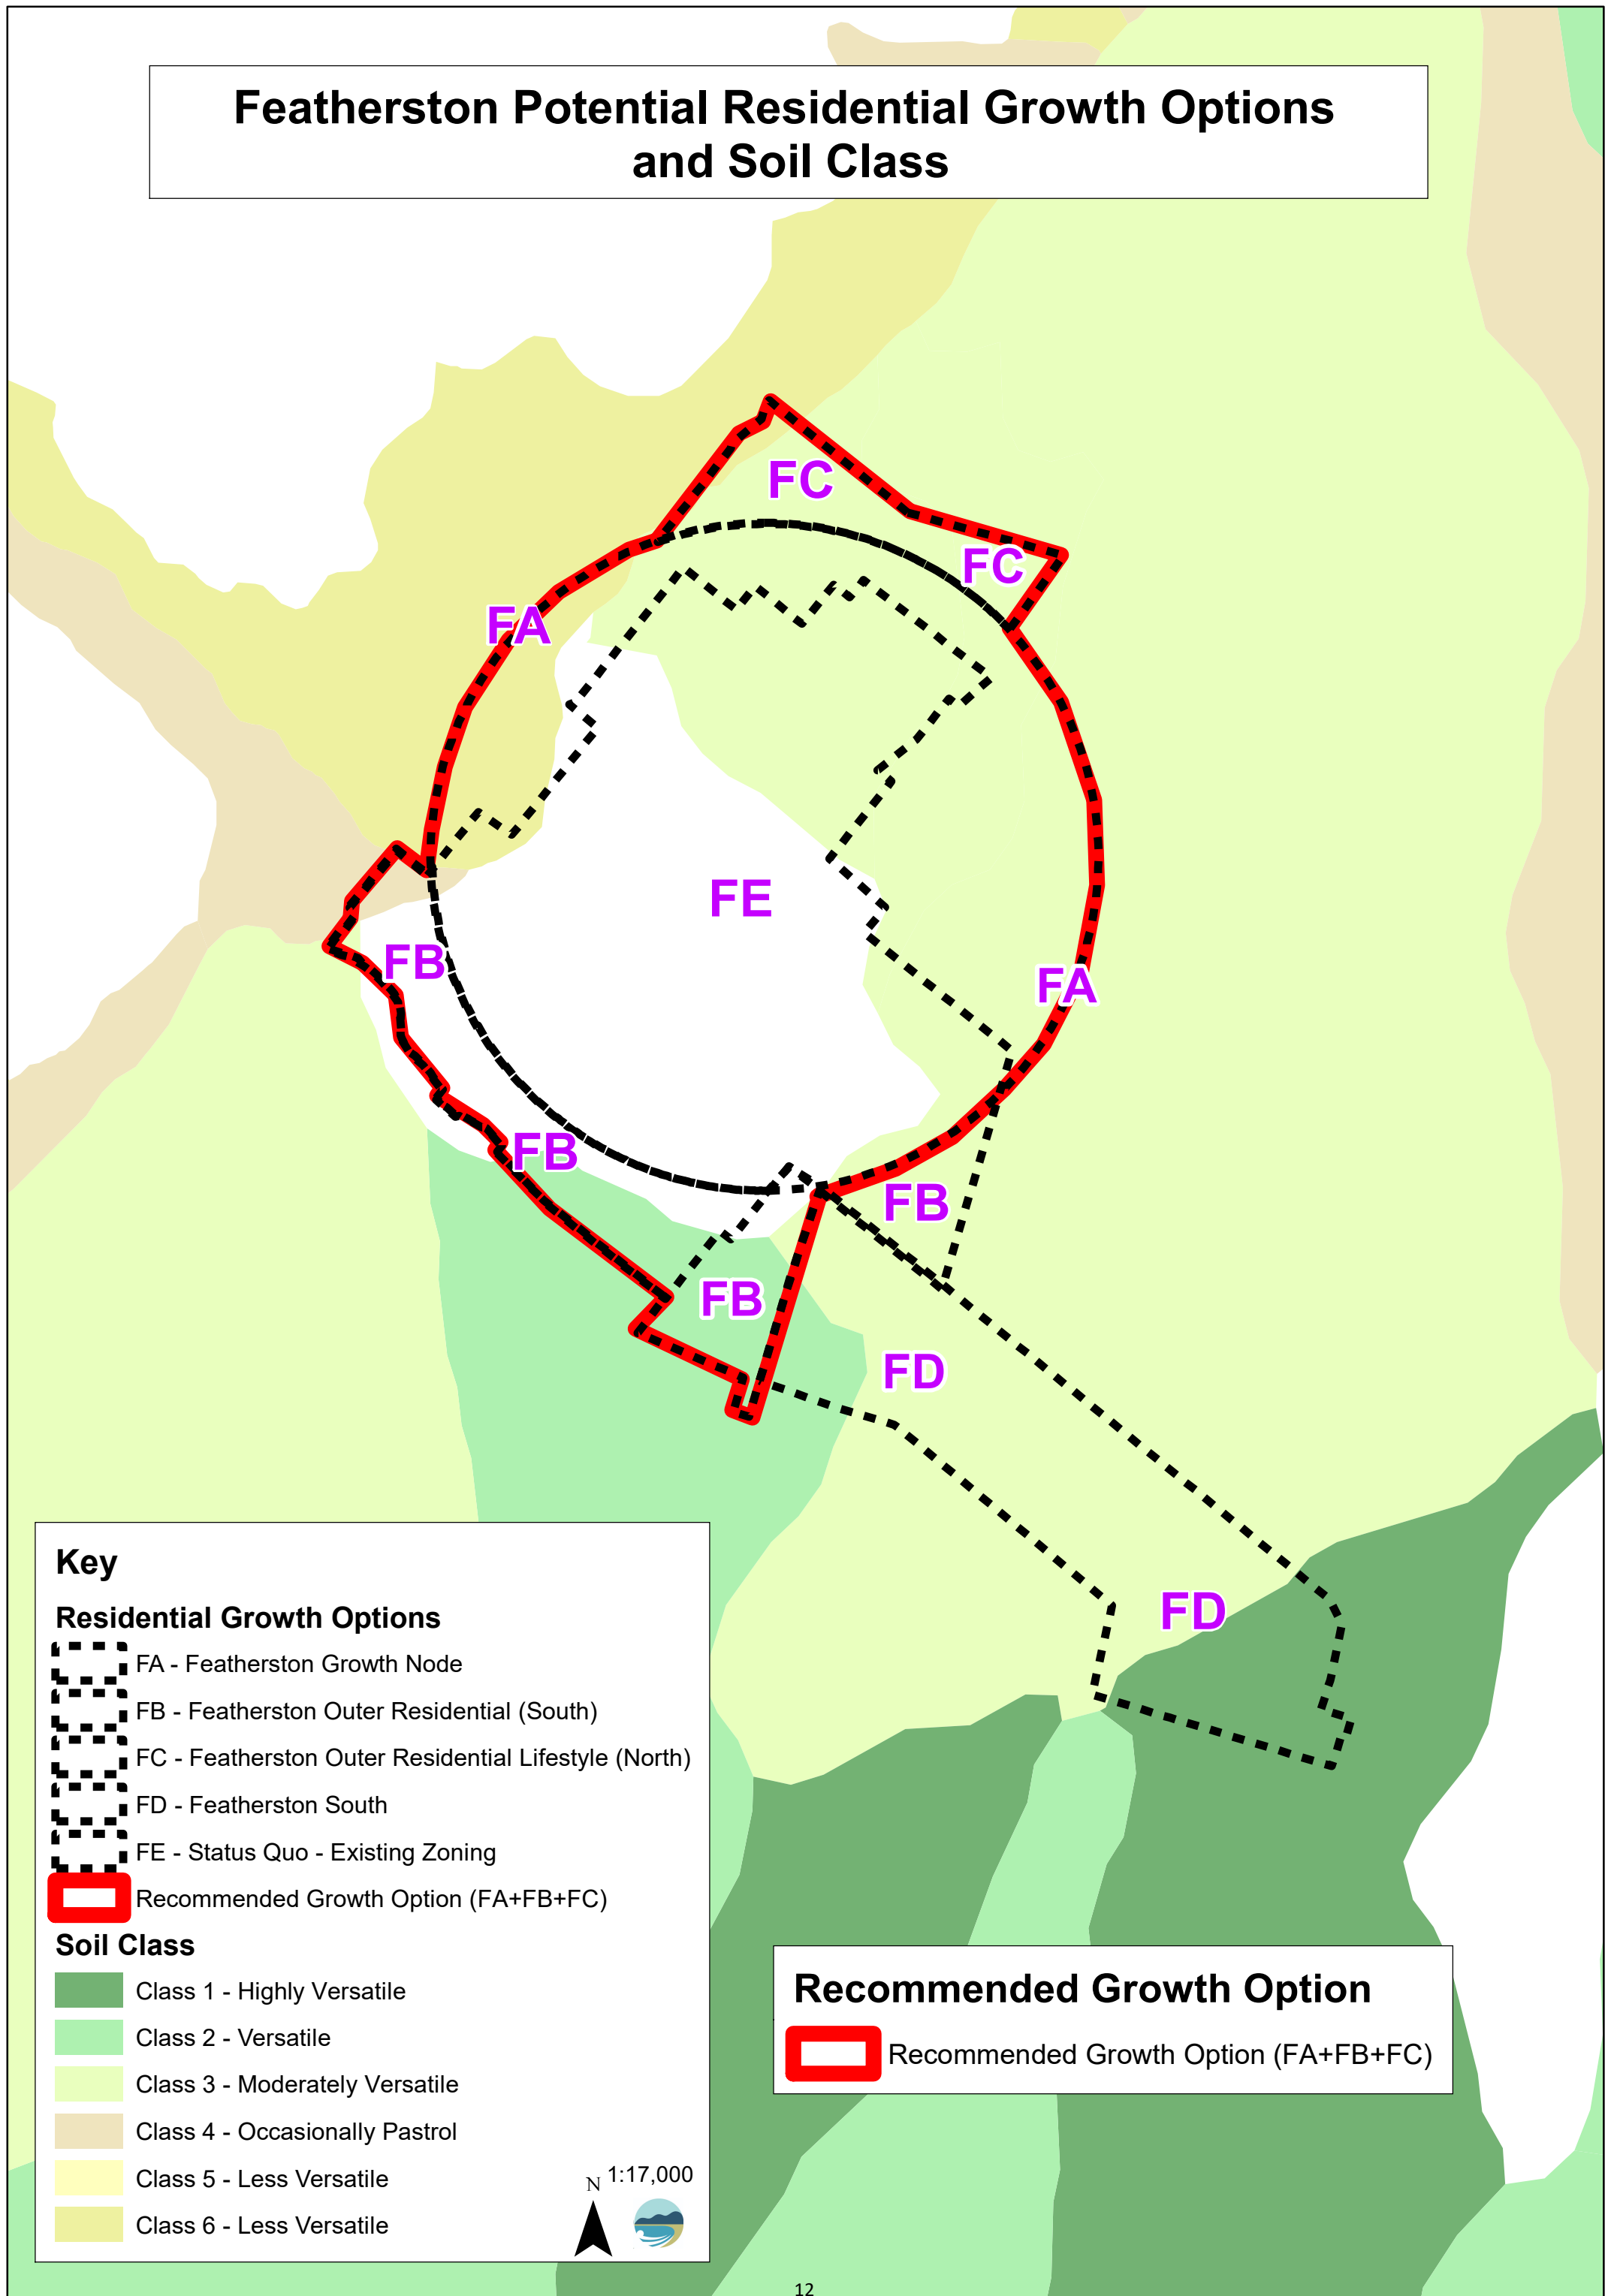 Featherston Potential Residential Growth Options
and Soil Class
FC
FC
FA
FE
FB
FA
FB
FB
FB
FD
FD
Key
Residential Growth Options
FA - Featherston Growth Node
FB - Featherston Outer Residential (South)
FC - Featherston Outer Residential Lifestyle (North)
FD - Featherston South
FE - Status Quo - Existing Zoning
Recommended Growth Option (FA+FB+FC)
Soil Class
Class 1 - Highly Versatile
Class 2 - Versatile
Class 3 - Moderately Versatile
Class 4 - Occasionally Pastrol
Class 5 - Less Versatile
Class 6 - Less Versatile
N 1:17,000
Recommended Growth Option
Recommended Growth Option (FA+FB+FC)
12